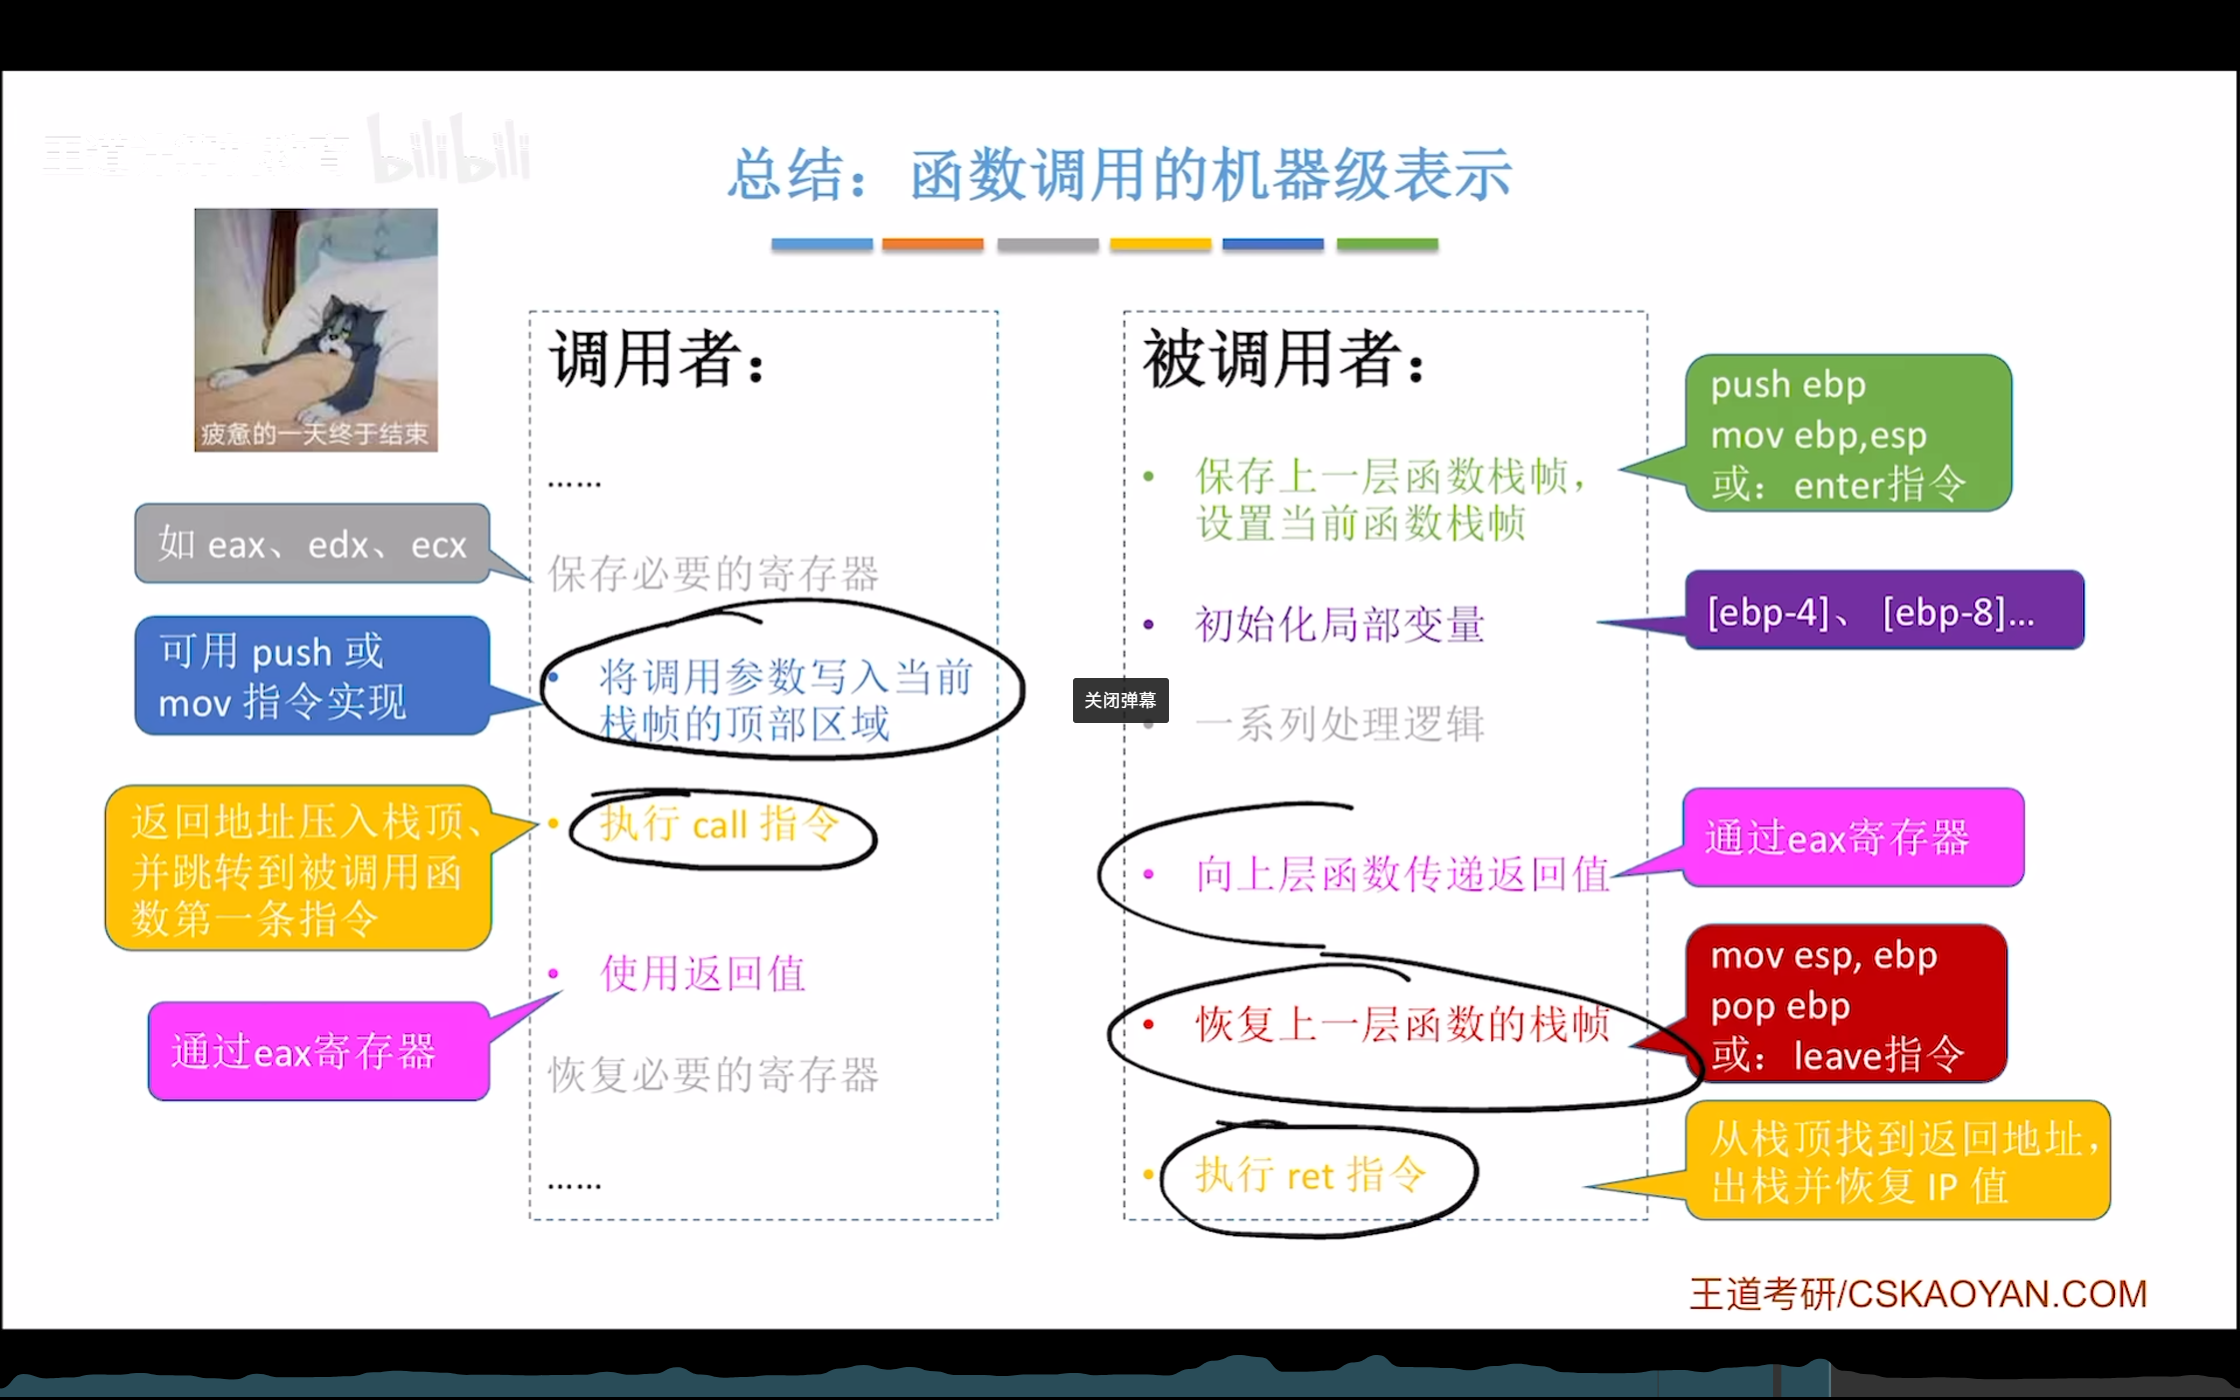 bilibili
总结：函数调用的机器级表示
疲惫的一天终于结束
调用者：
……
如 eax、edx、ecx
保存必要的寄存器
可用 push 或
mov 指令实现
• 将调用参数写入当前
栈帧的顶部区域
返回地址压入栈顶、
并跳转到被调用函
数第一条指令
• 执行 call 指令
• 使用返回值
通过eax寄存器
恢复必要的寄存器
……
被调用者：
• 保存上一层函数栈帧，
设置当前函数栈帧
push ebp
mov ebp,esp
或：enter指令
• 初始化局部变量
[ebp-4]、 [ebp-8]...
关闭弹幕
• 一系列处理逻辑
• 向上层函数传递返回值
通过eax寄存器
• 恢复上一层函数的栈帧
mov esp, ebp
pop ebp
或：leave指令
• 执行 ret 指令
从栈顶找到返回地址，
出栈并恢复 IP 值
王道考研/CSKAOYAN.COM